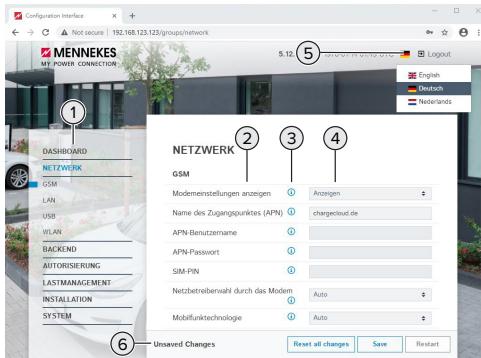 Configuration Interface
Not secure | 192.168.123.123/groups/network
MENNEKES
MY POWER CONNECTION
5.12.
5
UTC
Logout
English
Deutsch
Nederlands
1
DASHBOARD
NETZWERK
GSM
LAN
USB
WLAN
BACKEND
AUTORISIERUNG
LASTMANAGEMENT
INSTALLATION
SYSTEM
NETZWERK
2
3
4
GSM
Modemeinstellungen anzeigen
Anzeigen
Name des Zugangspunktes (APN)
chargecloud.de
APN-Benutzername
APN-Passwort
SIM-PIN
Netzbetreiberwahl durch das Modem
Auto
Mobilfunktechnologie
Auto
6
Unsaved Changes
Reset all changes
Save
Restart